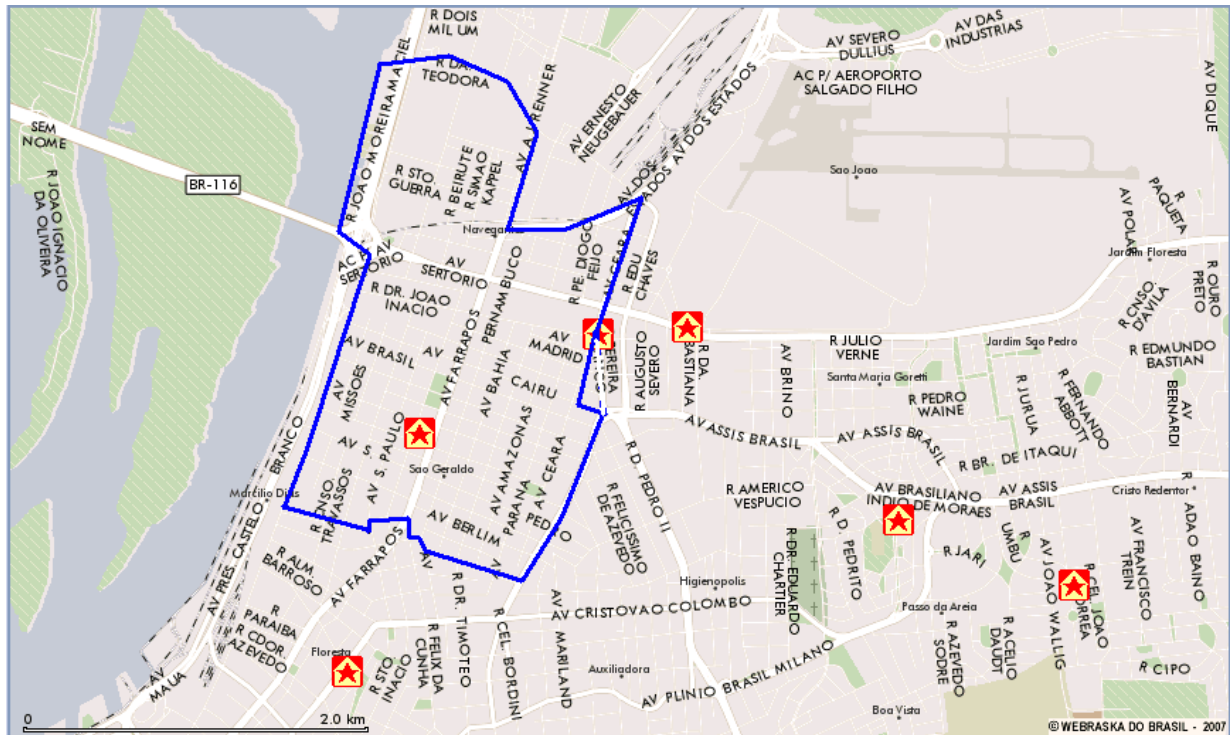 R DOIS
MIL UM
R DA.
TEODORA
R JOAO MOREIRA MACIEL
AV A.J. RENNER
AV ERNESTO
NEUGEBAUER
AV DOS ESTADOS
AV SEVERO
DULLIUS
AV DAS
INDUSTRIAS
AC P/ AEROPORTO
SALGADO FILHO
AV DIQUE
SEM
NOME
R JOAO IGNACIO
DA OLIVEIRA
BR-116
R STO.
GUERRA
R BEIRUTE
R SIMAO
KAPPEL
AV DOS
ESTADOS
Sao Joao
R
PAQUETA
AV POLAR
Jardim Floresta
R OURO
PRETO
R CNSO.
D'AVILA
AC P/ AV
SERTORIO
AV
SERTORIO
R PE. DIOGO
FEIJO
AV CEARA
R EDU
CHAVES
R DR. JOAO
INACIO
PERNAMBUCO
AV BRASIL
AV
AV
MADRID
PEREIRA
R AUGUSTO
SEVERO
R DA.
BASTIANA
AV BRINO
R JULIO
VERNE
Jardim Sao Pedro
R EDMUNDO
BASTIAN
Santa Maria Goretti
R PEDRO
WAINE
R JURUA
R FERNANDO
ABBOTT
AV
BERNARDI
AV
MISSOES
AV FARRAPOS
AV BAHIA
CAIRU
AV S. PAULO
AV S.
Sao Geraldo
AV AMAZONAS
PARANA
AV CEARA
AV ASSIS BRASIL
AV ASSIS BRASIL
R BR. DE ITAQUI
R D. PEDRO II
Marcilio Dias
R CNSO.
TRAVASSOS
AV BERLIM
PED
O
R FELICISSIMO
DE AZEVEDO
R AMERICO
VESPUCIO
AV BRASILIANO
INDIO DE MORAES
AV ASSIS
BRASIL
Cristo Redentor
R
ADAO BAINO
R D. PEDRITO
R DR. EDUARDO
CHARTIER
R JARI
R
UMBU
AV JOAO WALLIG
R CEL. JOAO
CORREA
AV FRANCISCO
TREIN
AV PRES. CASTELO BRANCO
R ALM.
BARROSO
AV FARRAPOS
AV
AV
R DR. TIMOTEO
R CEL. BORDINI
AV
MARILAND
Higienopolis
AV CRISTOVAO COLOMBO
Passo da Areia
R
PARAIBA
R CDOR.
AZEVEDO
Floresta
R STO.
INACIO
R FELIX DA
CUNHA
Auxiliadora
AV PLINIO BRASIL MILANO
R AZEVEDO
SODRE
R ACELIO
DAUDT
R CIPO
Boa Vista
AV
MAUA
0
2.0 km
© WEBRASKA DO BRASIL - 2007